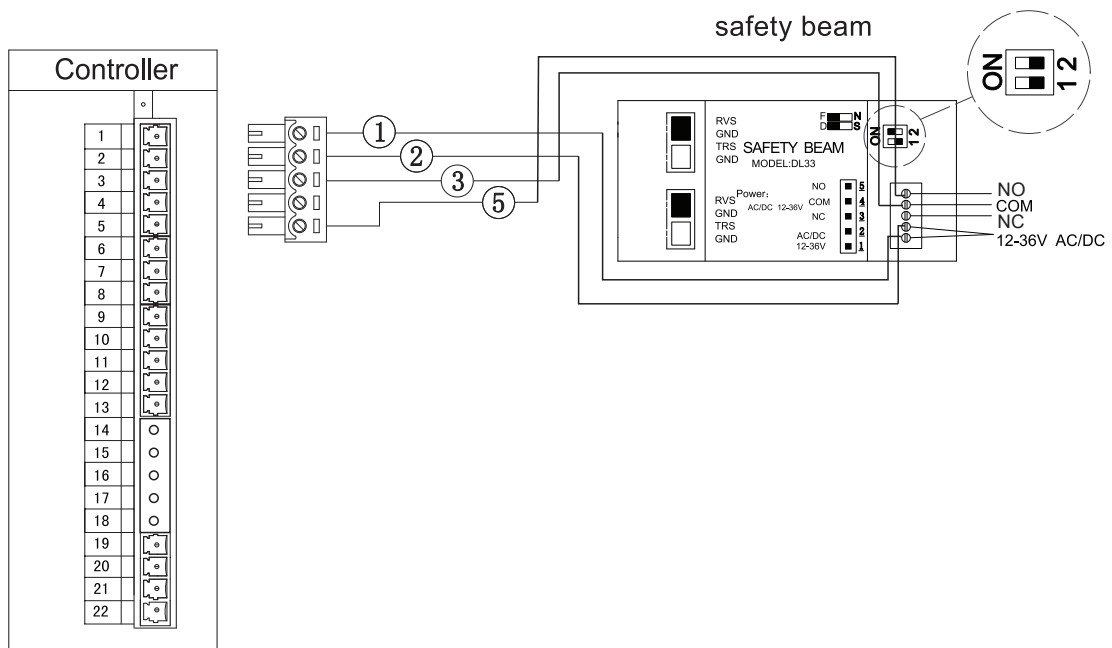 safety beam
ON
1 2
Controller
1
2
3
4
5
6
7
8
9
10
11
12
13
14
15
16
17
18
19
20
21
22
①
②
③
⑤
RVS
GND
TRS
GND
F N
D S
SAFETY BEAM
MODEL:DL33
ON
1 2
RVS
GND
TRS
GND
Power:
AC/DC 12-36V
NO 5
COM 4
NC 3
AC/DC 2
12-36V 1
NO
COM
NC
12-36V AC/DC